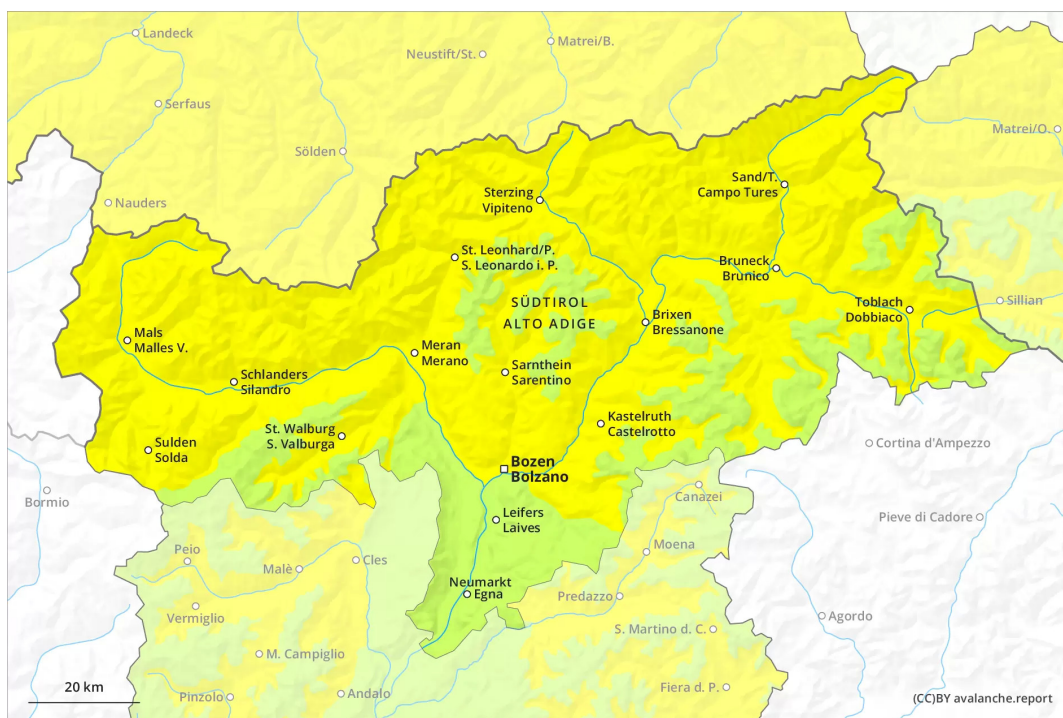 Landeck
Neustift/St.
Matrei/B.
Serfaus
Matrei/O.
Sölden
Sand/T.
Campo Tures
Sterzing
Vipiteno
Nauders
St. Leonhard/P.
S. Leonardo i. P.
Bruneck
Brunico
SÜDTIROL
ALTO ADIGE
Toblach
Dobbiaco
Sillian
Brixen
Bressanone
Mals
Malles V.
Meran
Merano
Sarnthein
Sarentino
Schlanders
Silandro
Kastelruth
Castelrotto
St. Walburg
S. Valburga
Sulden
Solda
Cortina d'Ampezzo
Bozen
Bolzano
Bormio
Canazei
Leifers
Laives
Pieve di Cadore
Peio
Cles
Moena
Malè
Neumarkt
Egna
Predazzo
Vermiglio
Agordo
S. Martino d. C.
M. Campiglio
20 km
Pinzolo
Andalo
Fiera d. P.
(CC)BY avalanche.report